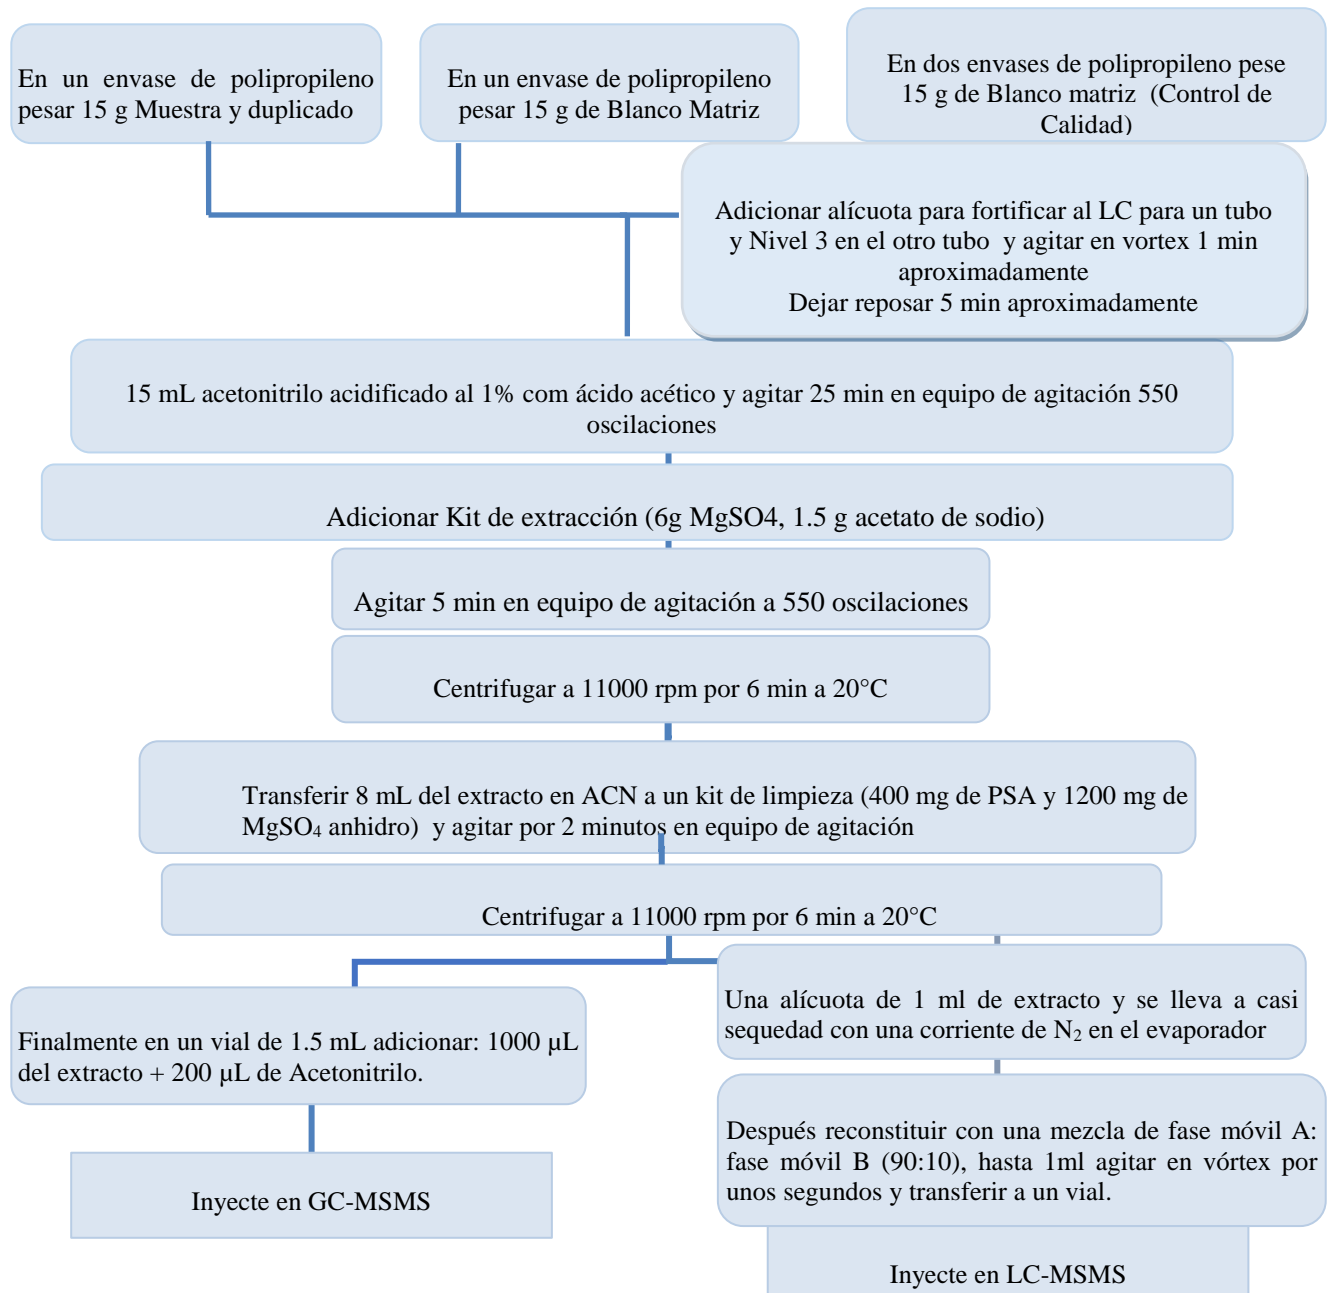 En un envase de polipropileno
pesar 15 g Muestra y duplicado
En un envase de polipropileno
pesar 15 g de Blanco Matriz
En dos envases de polipropileno pese
15 g de Blanco matriz (Control de
Calidad)
Adicionar alícuota para fortificar al LC para un tubo
y Nivel 3 en el otro tubo y agitar en vortex 1 min
aproximadamente
Dejar reposar 5 min aproximadamente
15 mL acetonitrilo acidificado al 1% com ácido acético y agitar 25 min en equipo de agitación 550
oscilaciones
Adicionar Kit de extracción (6g MgSO4, 1.5 g acetato de sodio)
Agitar 5 min en equipo de agitación a 550 oscilaciones
Centrifugar a 11000 rpm por 6 min a 20°C
Transferir 8 mL del extracto en ACN a un kit de limpieza (400 mg de PSA y 1200 mg de
MgSO₄ anhidro) y agitar por 2 minutos en equipo de agitación
Centrifugar a 11000 rpm por 6 min a 20°C
Finalmente en un vial de 1.5 mL adicionar: 1000 µL
del extracto + 200 µL de Acetonitrilo.
Inyecte en GC-MSMS
Una alícuota de 1 ml de extracto y se lleva a casi
sequedad con una corriente de N₂ en el evaporador
Después reconstituir con una mezcla de fase móvil A:
fase móvil B (90:10), hasta 1ml agitar en vórtex por
unos segundos y transferir a un vial.
Inyecte en LC-MSMS